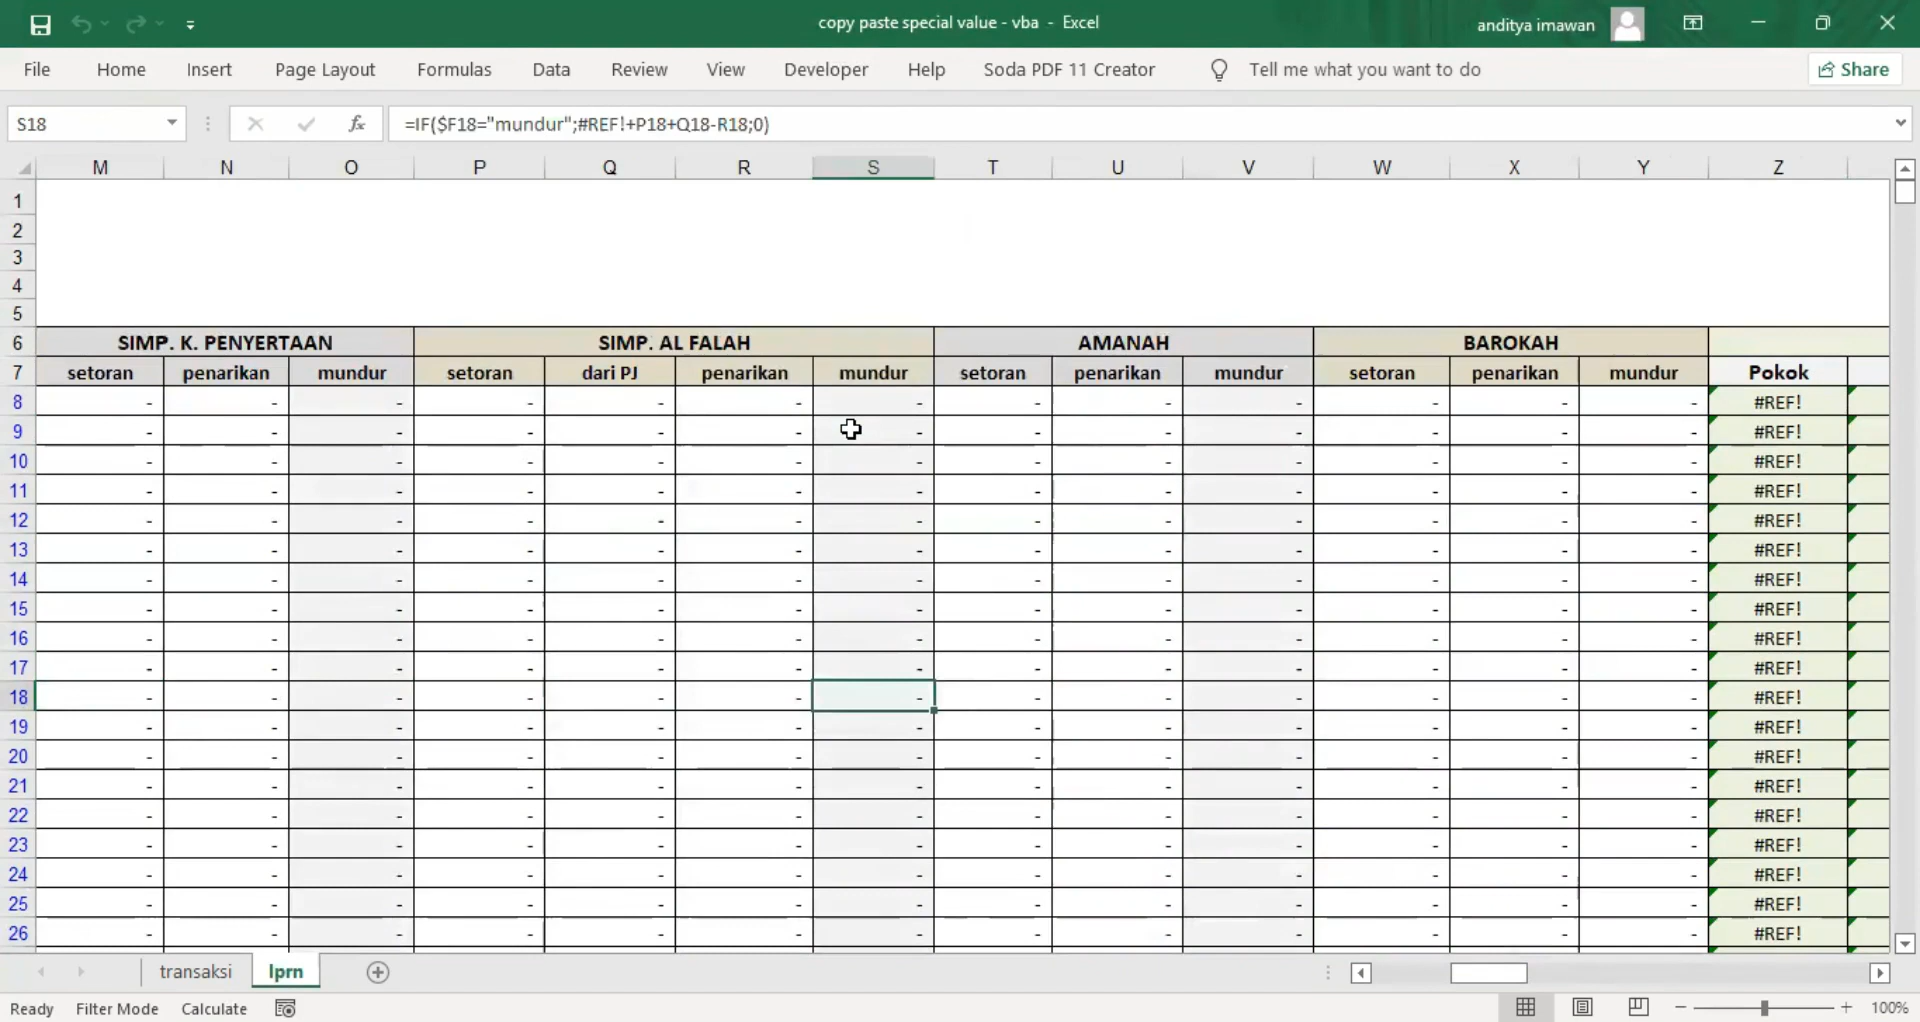 copy paste special value - vba - Excel
anditya imawan
File Home Insert Page Layout Formulas Data Review View Developer Help Soda PDF 11 Creator Tell me what you want to do Share
S18 fx =IF($F18="mundur";#REF!+P18+Q18-R18;0)
M N O P Q R S T U V W X Y Z
1
2
3
4
5
6 SIMP. K. PENYERTAAN SIMP. AL FALAH AMANAH BAROKAH
7 setoran penarikan mundur setoran dari PJ penarikan mundur setoran penarikan mundur setoran penarikan mundur Pokok
8 - - - - - - - - - - - - - #REF!
9 - - - - - - - - - - - - - #REF!
10 - - - - - - - - - - - - - #REF!
11 - - - - - - - - - - - - - #REF!
12 - - - - - - - - - - - - - #REF!
13 - - - - - - - - - - - - - #REF!
14 - - - - - - - - - - - - - #REF!
15 - - - - - - - - - - - - - #REF!
16 - - - - - - - - - - - - - #REF!
17 - - - - - - - - - - - - - #REF!
18 - - - - - - - - - - - - - #REF!
19 - - - - - - - - - - - - - #REF!
20 - - - - - - - - - - - - - #REF!
21 - - - - - - - - - - - - - #REF!
22 - - - - - - - - - - - - - #REF!
23 - - - - - - - - - - - - - #REF!
24 - - - - - - - - - - - - - #REF!
25 - - - - - - - - - - - - - #REF!
26 - - - - - - - - - - - - - #REF!
transaksi lprn
Ready Filter Mode Calculate 100%